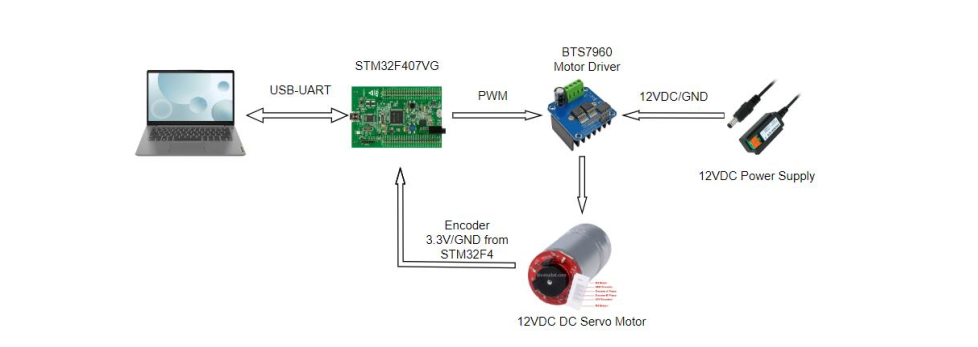 BTS7960
Motor Driver
STM32F407VG
USB-UART
PWM
12VDC/GND
12VDC Power Supply
Encoder
3.3V/GND from
STM32F4
12VDC DC Servo Motor